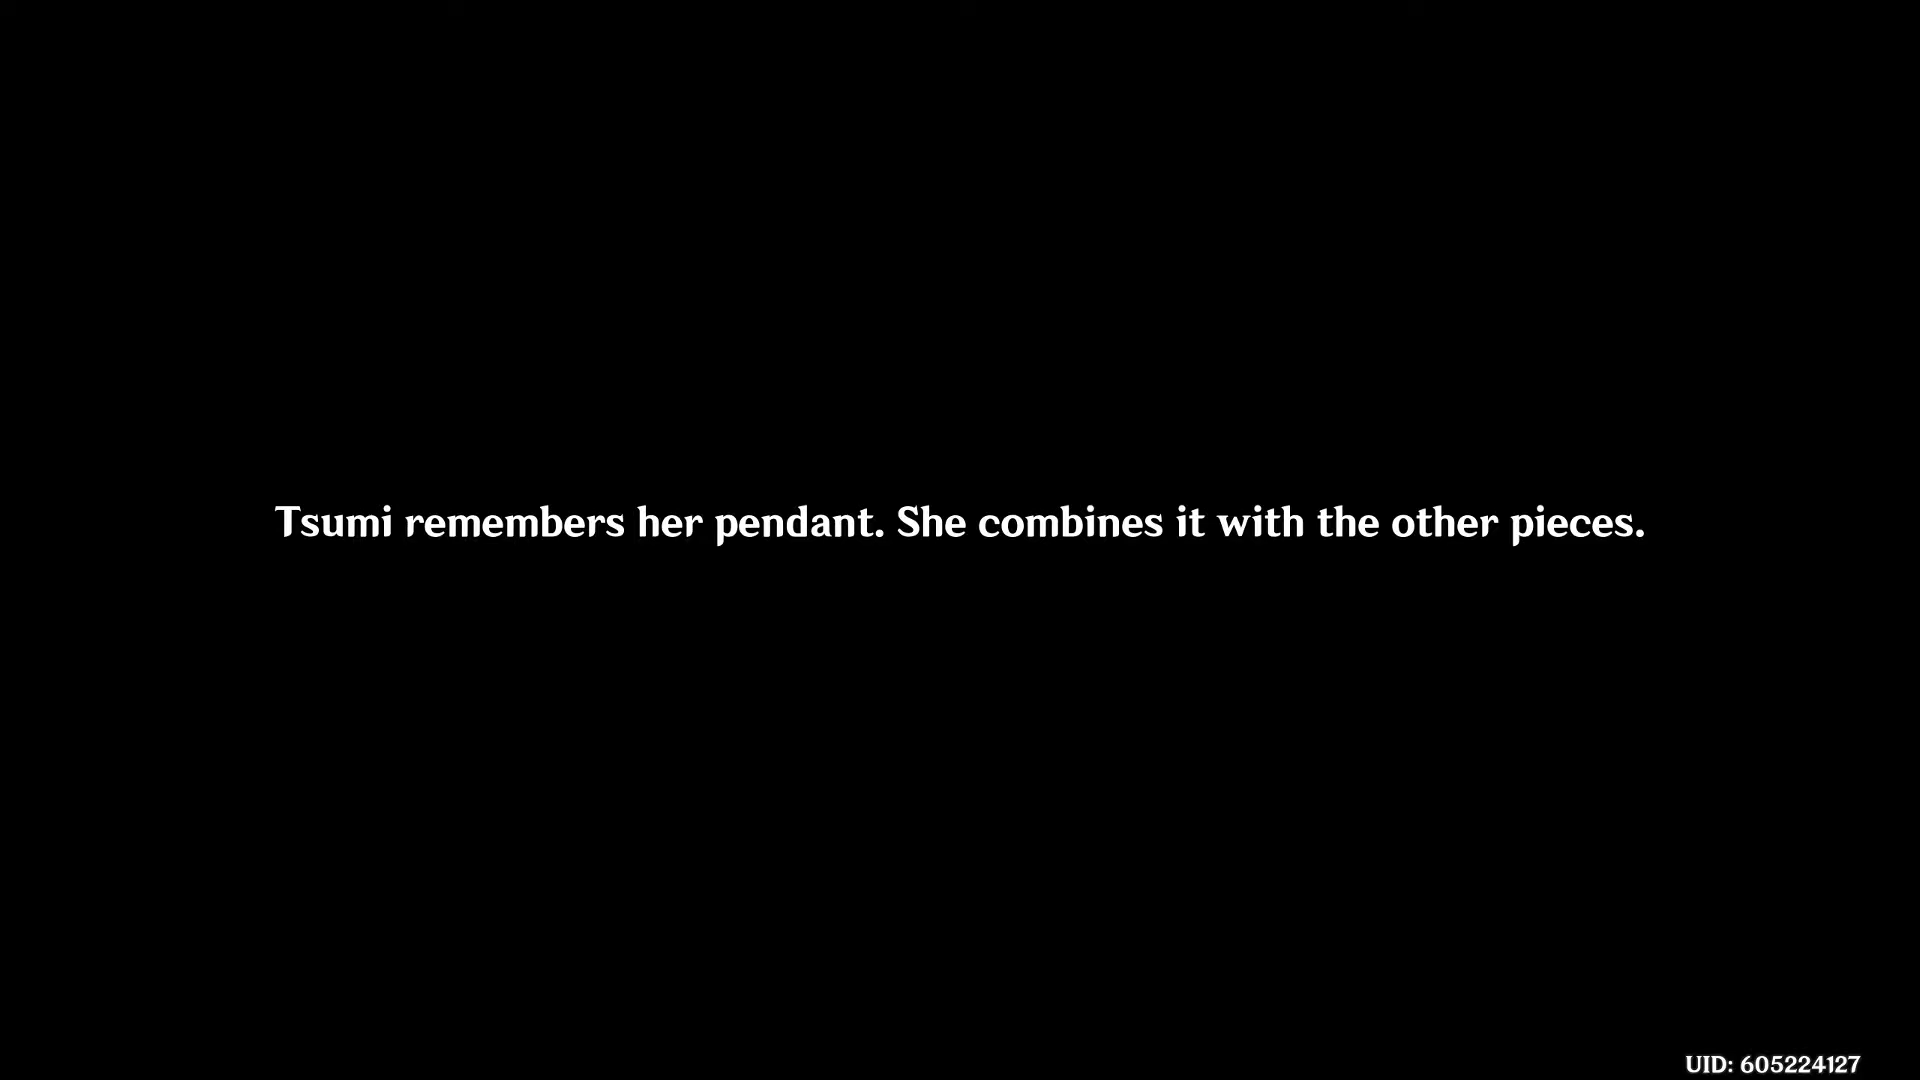 Tsumi remembers her pendant. She combines it with the other pieces.
UID: 605224127